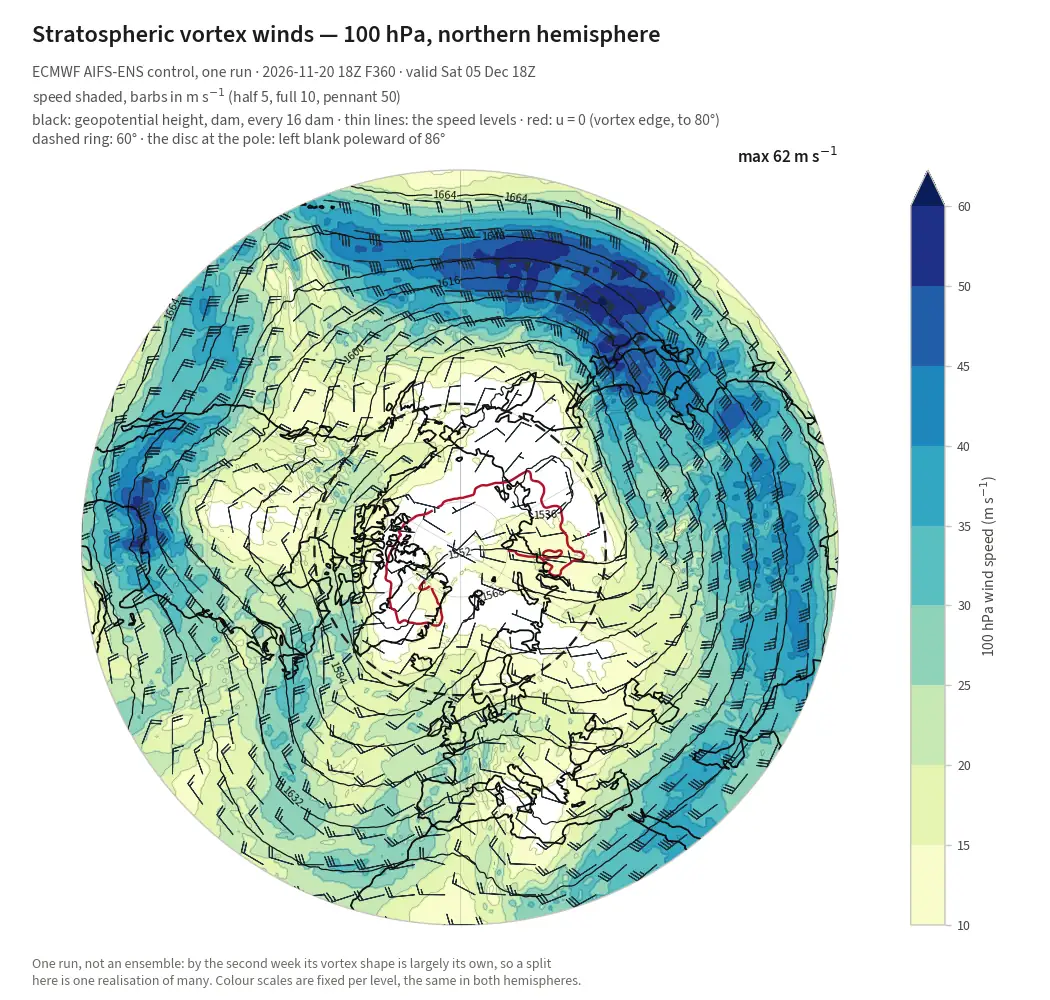 Stratospheric vortex winds — 100 hPa, northern hemisphere
ECMWF AIFS-ENS control, one run · 2026-11-20 18Z F360 · valid Sat 05 Dec 18Z
speed shaded, barbs in m s⁻¹ (half 5, full 10, pennant 50)
black: geopotential height, dam, every 16 dam · thin lines: the speed levels · red: u = 0 (vortex edge, to 80°)
dashed ring: 60° · the disc at the pole: left blank poleward of 86°
max 62 m s⁻¹
1664
1664
1616
1664
1600
1536
1552
1568
1584
1632
60
50
45
40
35
30
25
20
15
10
100 hPa wind speed (m s⁻¹)
One run, not an ensemble: by the second week its vortex shape is largely its own, so a split
here is one realisation of many. Colour scales are fixed per level, the same in both hemispheres.